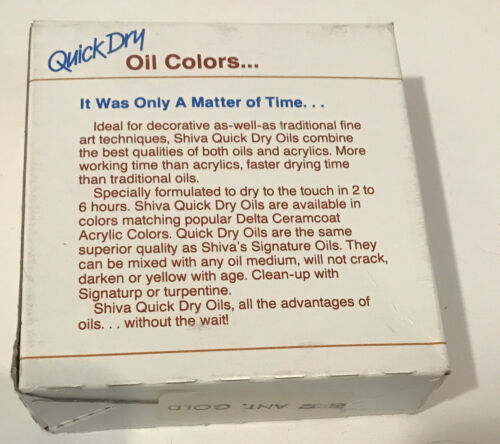 Quick Dry
Oil Colors...
It Was Only A Matter of Time. . .
Ideal for decorative as-well-as traditional fine
art techniques, Shiva Quick Dry Oils combine
the best qualities of both oils and acrylics. More
working time than acrylics, faster drying time
than traditional oils.
Specially formulated to dry to the touch in 2 to
6 hours. Shiva Quick Dry Oils are available in
colors matching popular Delta Ceramcoat
Acrylic Colors. Quick Dry Oils are the same
superior quality as Shiva's Signature Oils. They
can be mixed with any oil medium, will not crack,
darken or yellow with age. Clean-up with
Signaturp or turpentine.
Shiva Quick Dry Oils, all the advantages of
oils. . . without the wait!
ANT. GOLD